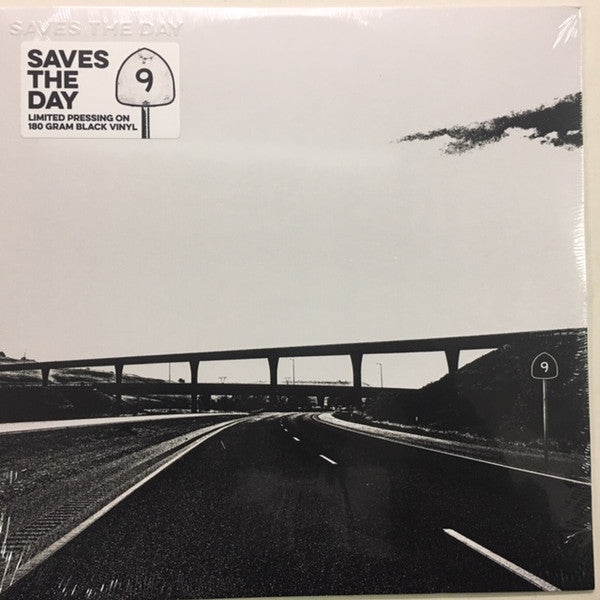 SAVES THE DAY
SAVES
THE
DAY
9
LIMITED PRESSING ON
180 GRAM BLACK VINYL
9